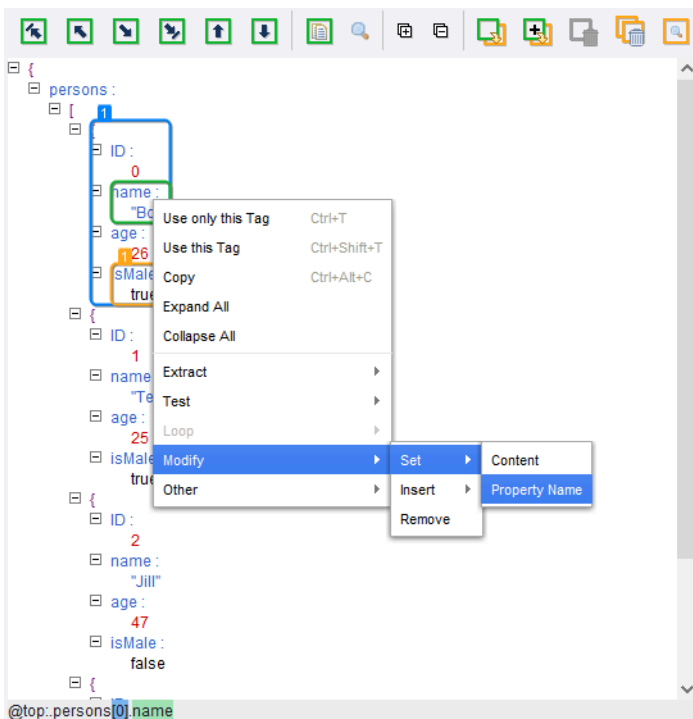 {
persons :
[ 1
ID :
0
name :
"Bo
age :
1 26
isMale
true
{
ID :
1
name
"Te
age :
25
isMale
true
{
ID :
2
name :
"Jill"
age :
47
isMale :
false
{
Use only this Tag Ctrl+T
Use this Tag Ctrl+Shift+T
Copy Ctrl+Alt+C
Expand All
Collapse All
Extract
Test
Loop
Modify
Other
Set
Insert
Remove
Content
Property Name
@top:.persons[0].name